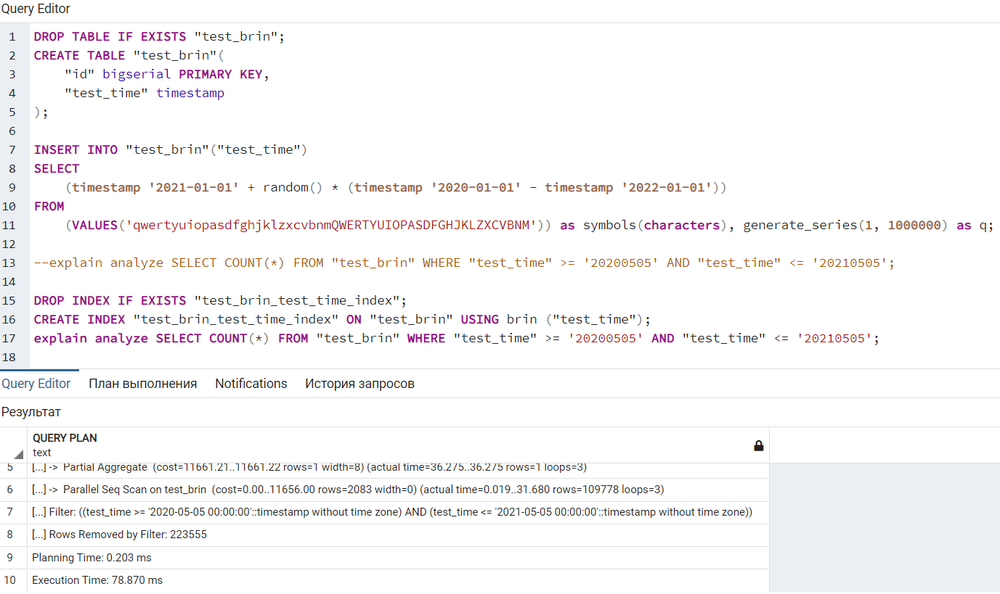 Query Editor
1 DROP TABLE IF EXISTS "test_brin";
2 CREATE TABLE "test_brin"(
3 "id" bigserial PRIMARY KEY,
4 "test_time" timestamp
5 );
6
7 INSERT INTO "test_brin"("test_time")
8 SELECT
9 (timestamp '2021-01-01' + random() * (timestamp '2020-01-01' - timestamp '2022-01-01'))
10 FROM
11 (VALUES('qwertyuiopasdfghjklzxcvbnmQWERTYUIOPASDFGHJKLZXCVBNM')) as symbols(characters), generate_series(1, 1000000) as q;
12
13 --explain analyze SELECT COUNT(*) FROM "test_brin" WHERE "test_time" >= '20200505' AND "test_time" <= '20210505';
14
15 DROP INDEX IF EXISTS "test_brin_test_time_index";
16 CREATE INDEX "test_brin_test_time_index" ON "test_brin" USING brin ("test_time");
17 explain analyze SELECT COUNT(*) FROM "test_brin" WHERE "test_time" >= '20200505' AND "test_time" <= '20210505';
18
Query Editor План выполнения Notifications История запросов
Результат
QUERY PLAN
text
5 [...] -> Partial Aggregate (cost=11661.21..11661.22 rows=1 width=8) (actual time=36.275..36.275 rows=1 loops=3)
6 [...] -> Parallel Seq Scan on test_brin (cost=0.00..11656.00 rows=2083 width=0) (actual time=0.019..31.680 rows=109778 loops=3)
7 [...] Filter: ((test_time >= '2020-05-05 00:00:00'::timestamp without time zone) AND (test_time <= '2021-05-05 00:00:00'::timestamp without time zone))
8 [...] Rows Removed by Filter: 223555
9 Planning Time: 0.203 ms
10 Execution Time: 78.870 ms